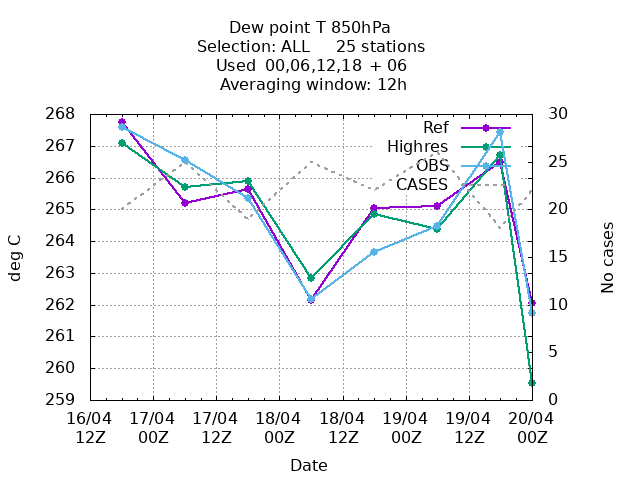 Dew point T 850hPa
Selection: ALL     25 stations
Used  00,06,12,18  + 06
Averaging window: 12h
268
267
266
265
264
263
262
261
260
259
deg C
30
25
20
15
10
5
0
No cases
Ref
Highres
OBS
CASES
16/04 17/04 17/04 18/04 18/04 19/04 19/04 20/04
12Z 00Z 12Z 00Z 12Z 00Z 12Z 00Z
Date